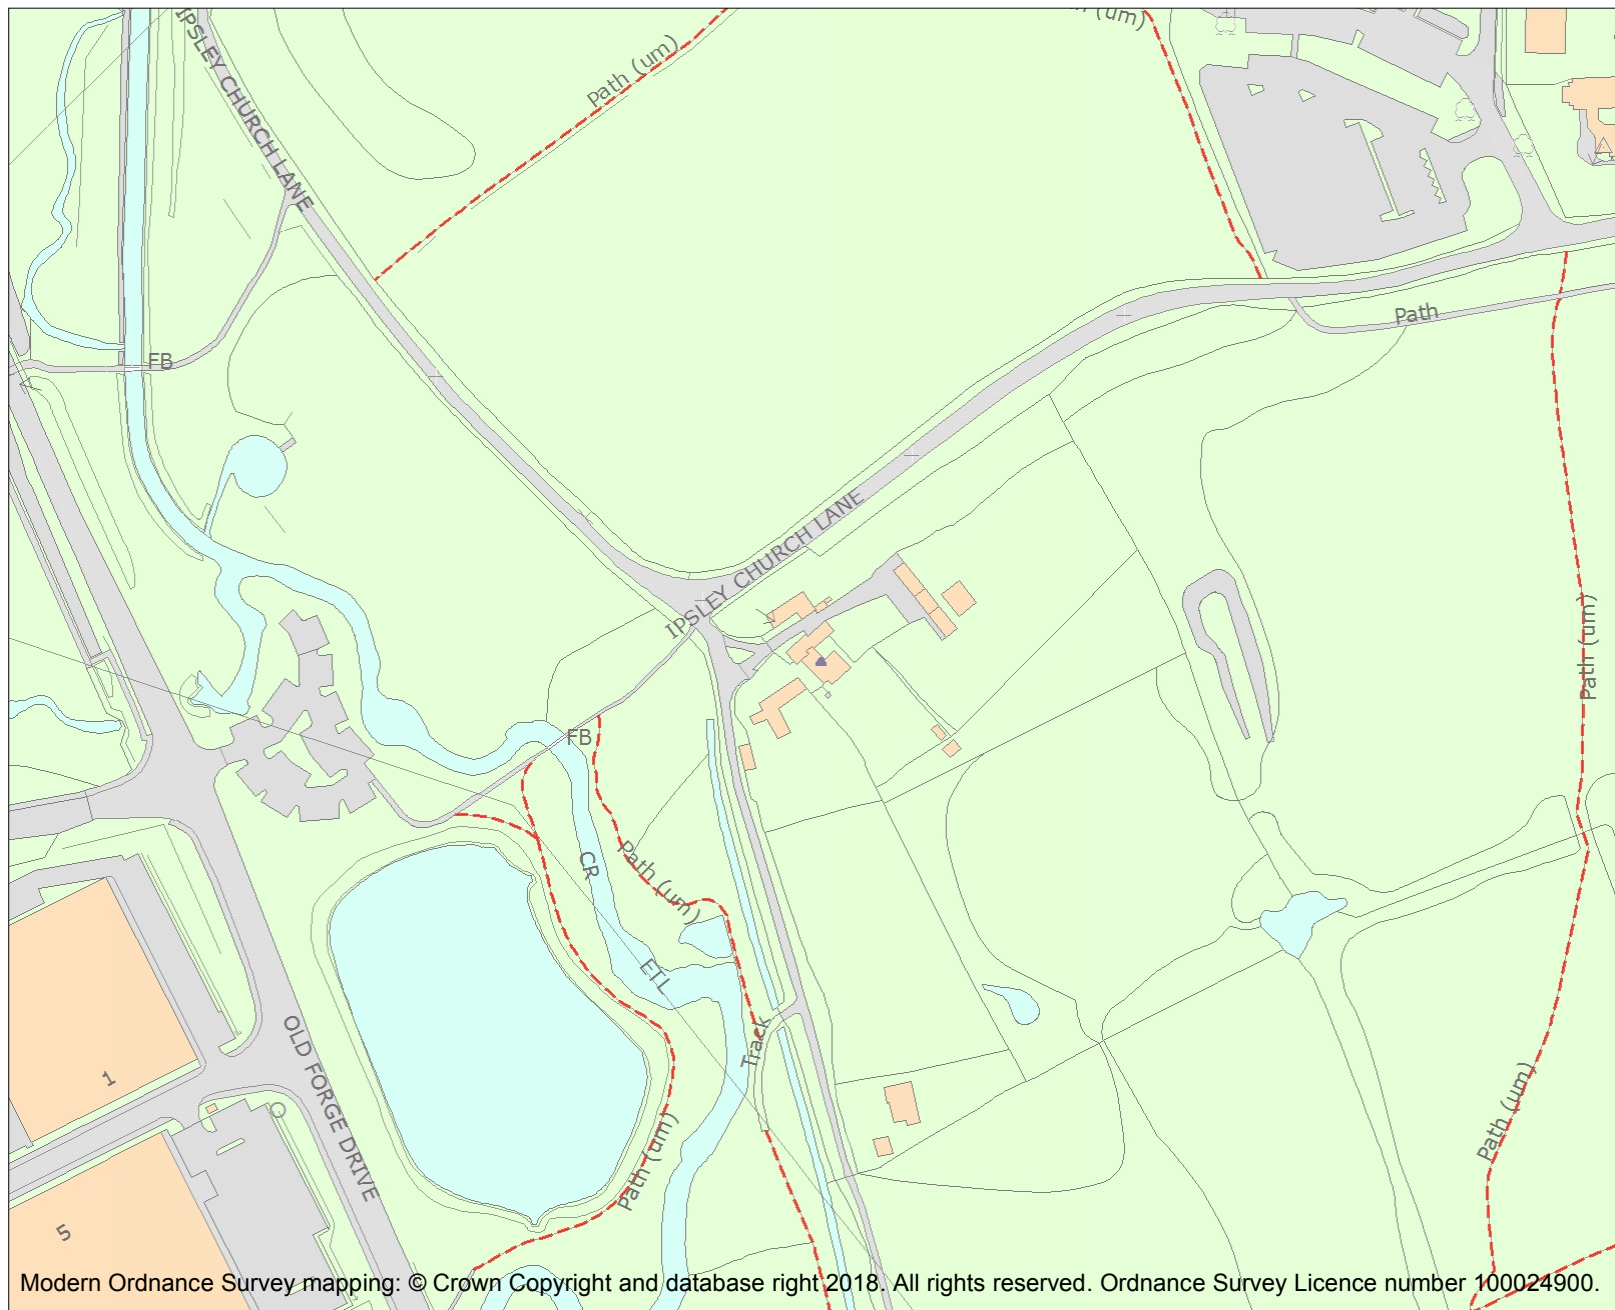 (um)
IPSLEY CHURCH LANE
Path (um)
Path
FB
IPSLEY CHURCH LANE
Path (um)
FB
CR
Path (um)
ETL
Track
1
OLD FORGE DRIVE
Path (um)
Path (um)
5
Modern Ordnance Survey mapping: © Crown Copyright and database right 2018. All rights reserved. Ordnance Survey Licence number 100024900.